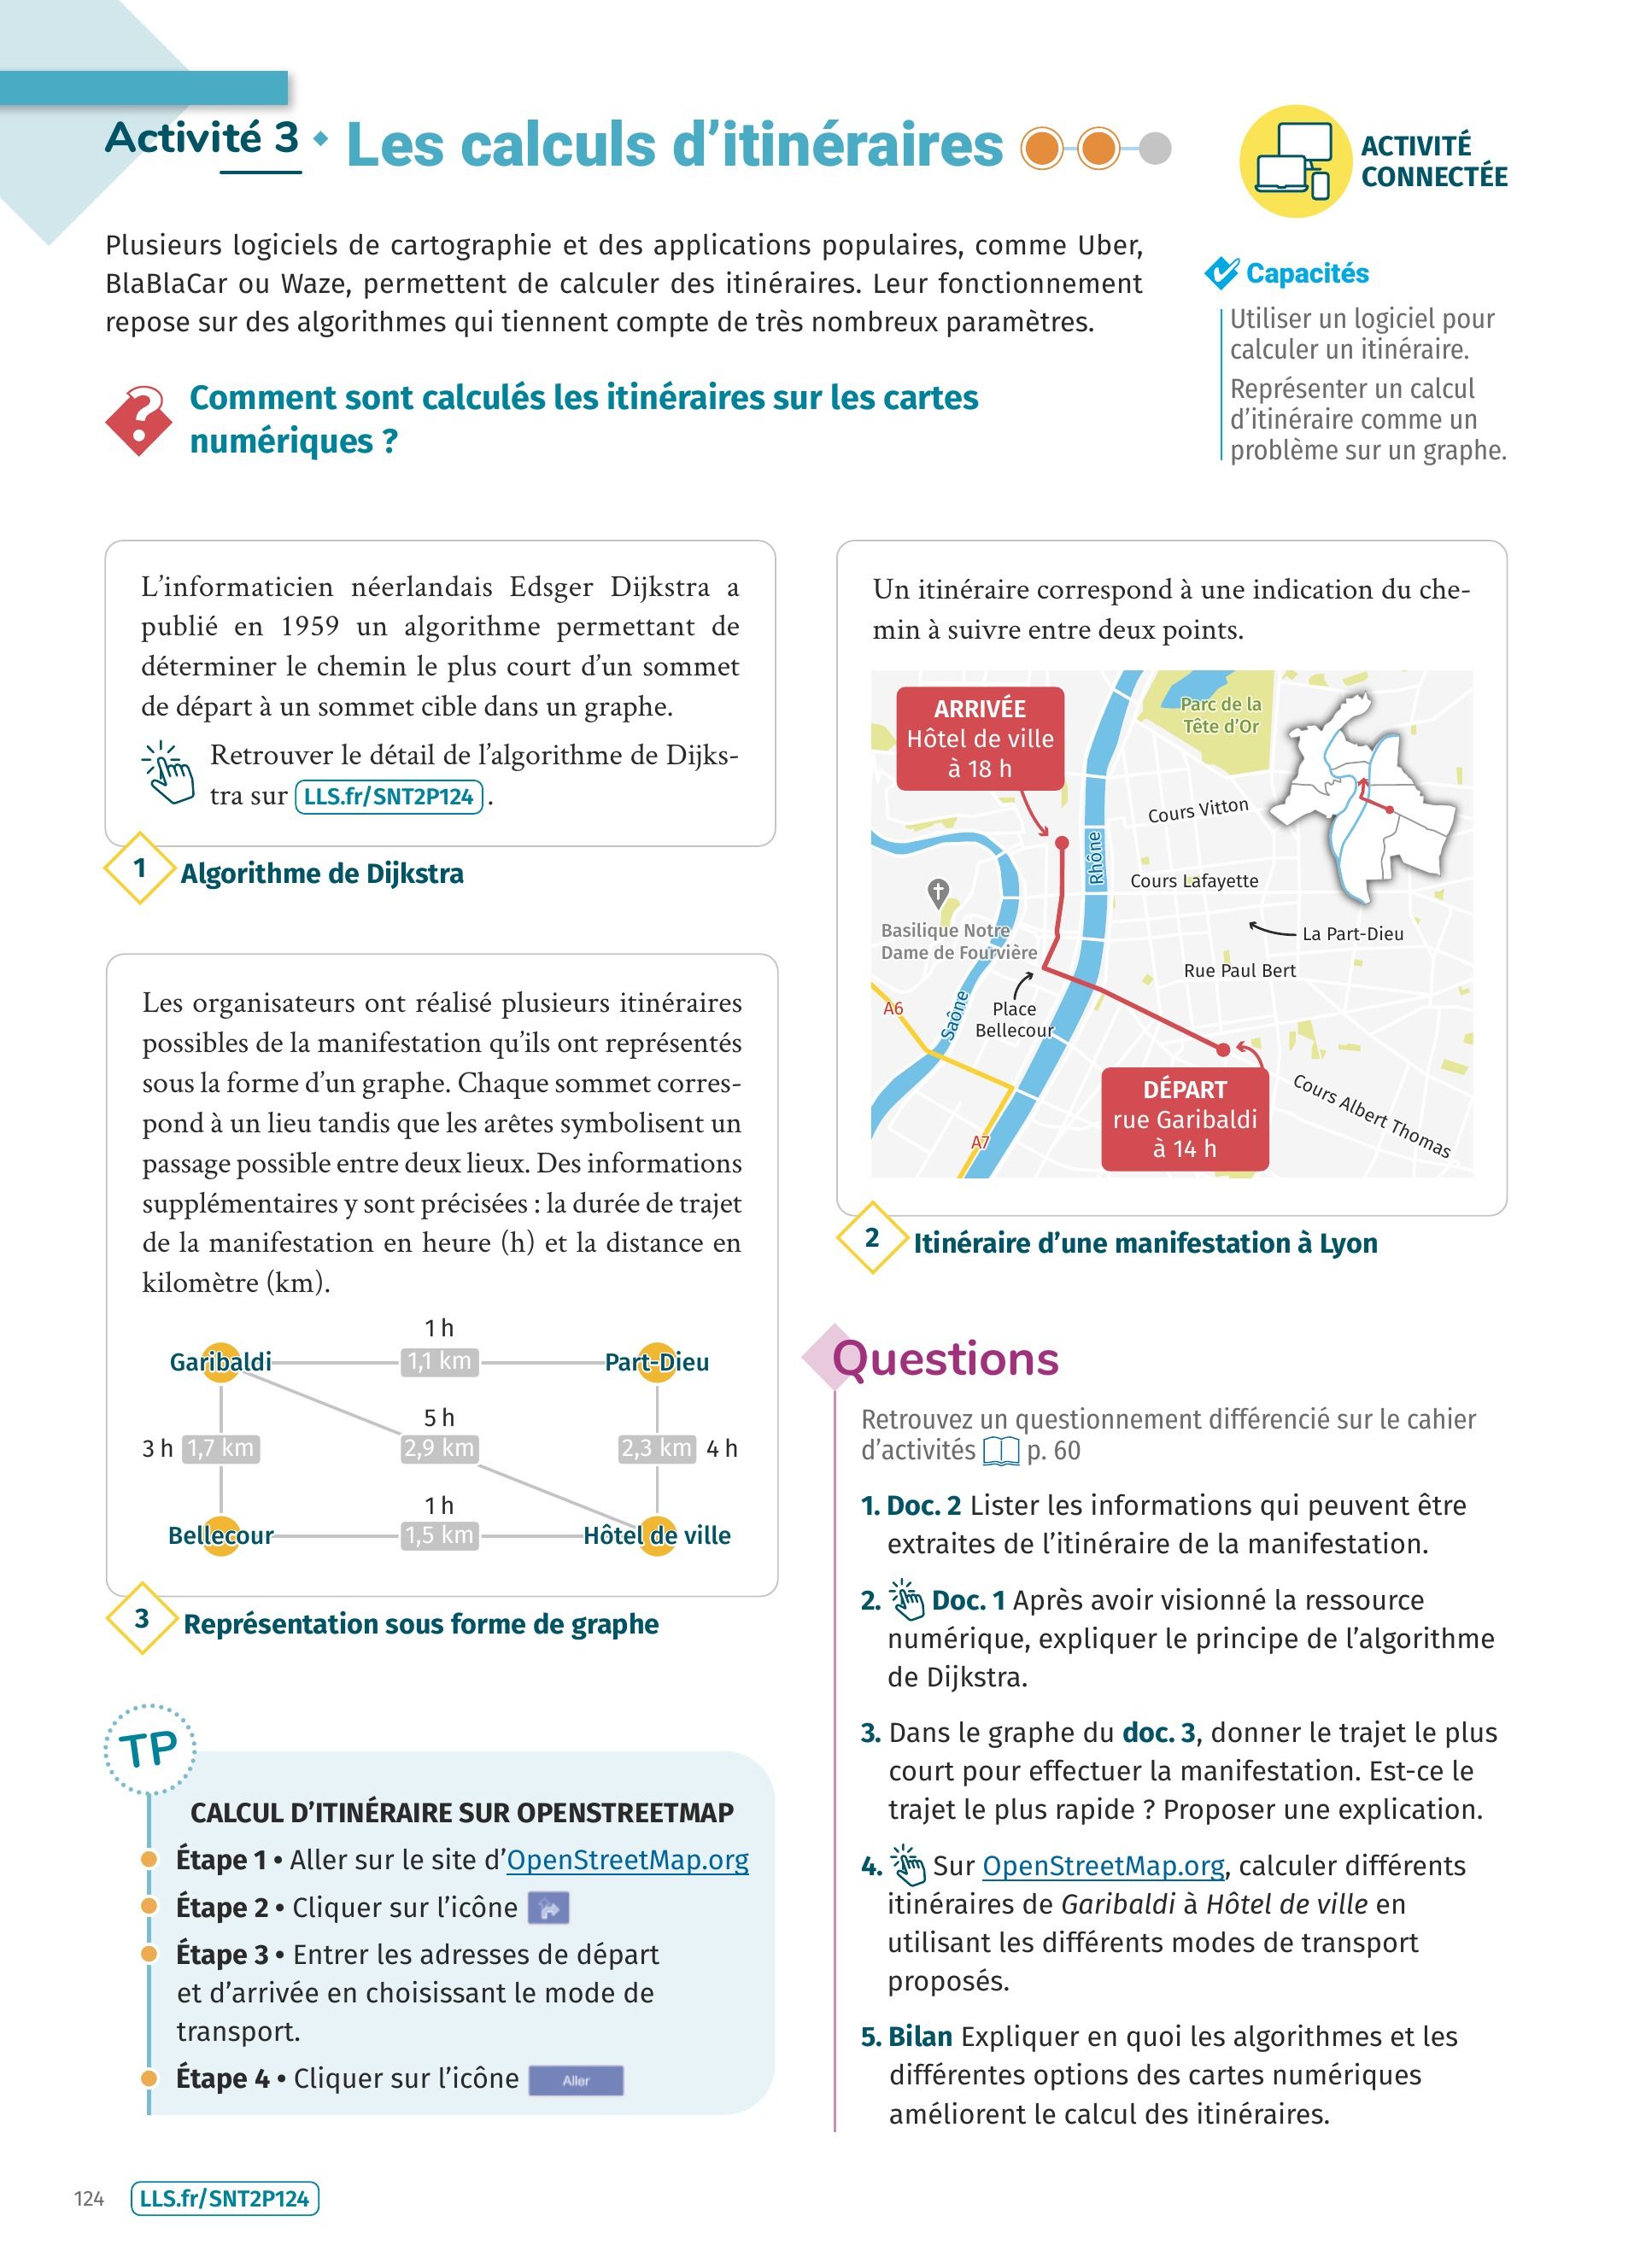 Activité 3 • Les calculs d'itinéraires
ACTIVITÉ
CONNECTÉE
Plusieurs logiciels de cartographie et des applications populaires, comme Uber,
BlaBlaCar ou Waze, permettent de calculer des itinéraires. Leur fonctionnement
repose sur des algorithmes qui tiennent compte de très nombreux paramètres.
Capacités
Utiliser un logiciel pour
calculer un itinéraire.
Représenter un calcul
d'itinéraire comme un
problème sur un graphe.
?
Comment sont calculés les itinéraires sur les cartes
numériques ?
L'informaticien néerlandais Edsger Dijkstra a
publié en 1959 un algorithme permettant de
déterminer le chemin le plus court d'un sommet
de départ à un sommet cible dans un graphe.
Retrouver le détail de l'algorithme de Dijks-
tra sur LLS.fr/SNT2P124 .
1 Algorithme de Dijkstra
Un itinéraire correspond à une indication du che-
min à suivre entre deux points.
ARRIVÉE
Hôtel de ville
à 18 h
Parc de la
Tête d'Or
Cours Vitton
Rhône
Cours Lafayette
Basilique Notre
Dame de Fourvière
La Part-Dieu
Rue Paul Bert
A6
Saône
Place
Bellecour
DÉPART
rue Garibaldi
à 14 h
Cours Albert Thomas
A7
2 Itinéraire d'une manifestation à Lyon
Les organisateurs ont réalisé plusieurs itinéraires
possibles de la manifestation qu'ils ont représentés
sous la forme d'un graphe. Chaque sommet corres-
pond à un lieu tandis que les arêtes symbolisent un
passage possible entre deux lieux. Des informations
supplémentaires y sont précisées : la durée de trajet
de la manifestation en heure (h) et la distance en
kilomètre (km).
1 h
Garibaldi 1,1 km Part-Dieu
5 h
3 h 1,7 km 2,9 km 2,3 km 4 h
1 h
Bellecour 1,5 km Hôtel de ville
3 Représentation sous forme de graphe
TP
CALCUL D'ITINÉRAIRE SUR OPENSTREETMAP
Étape 1 • Aller sur le site d'OpenStreetMap.org
Étape 2 • Cliquer sur l'icône
Étape 3 • Entrer les adresses de départ
et d'arrivée en choisissant le mode de
transport.
Étape 4 • Cliquer sur l'icône Aller
Questions
Retrouvez un questionnement différencié sur le cahier
d'activités p. 60
1. Doc. 2 Lister les informations qui peuvent être
extraites de l'itinéraire de la manifestation.
2. Doc. 1 Après avoir visionné la ressource
numérique, expliquer le principe de l'algorithme
de Dijkstra.
3. Dans le graphe du doc. 3, donner le trajet le plus
court pour effectuer la manifestation. Est-ce le
trajet le plus rapide ? Proposer une explication.
4. Sur OpenStreetMap.org, calculer différents
itinéraires de Garibaldi à Hôtel de ville en
utilisant les différents modes de transport
proposés.
5. Bilan Expliquer en quoi les algorithmes et les
différentes options des cartes numériques
améliorent le calcul des itinéraires.
124 LLS.fr/SNT2P124